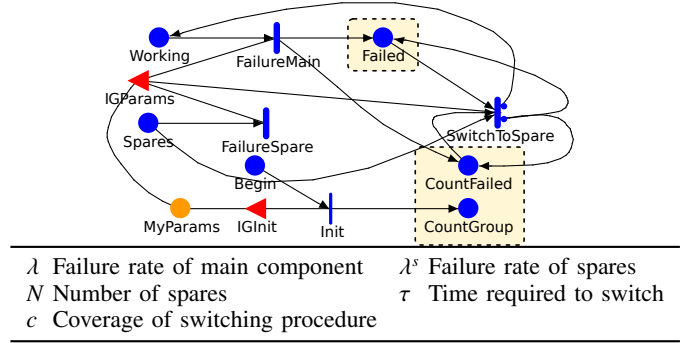 Working
FailureMain
Failed
IGParams
Spares
FailureSpare
SwitchToSpare
Begin
CountFailed
MyParams
IGInit
Init
CountGroup
λ Failure rate of main component
λˢ Failure rate of spares
N Number of spares
τ Time required to switch
c Coverage of switching procedure